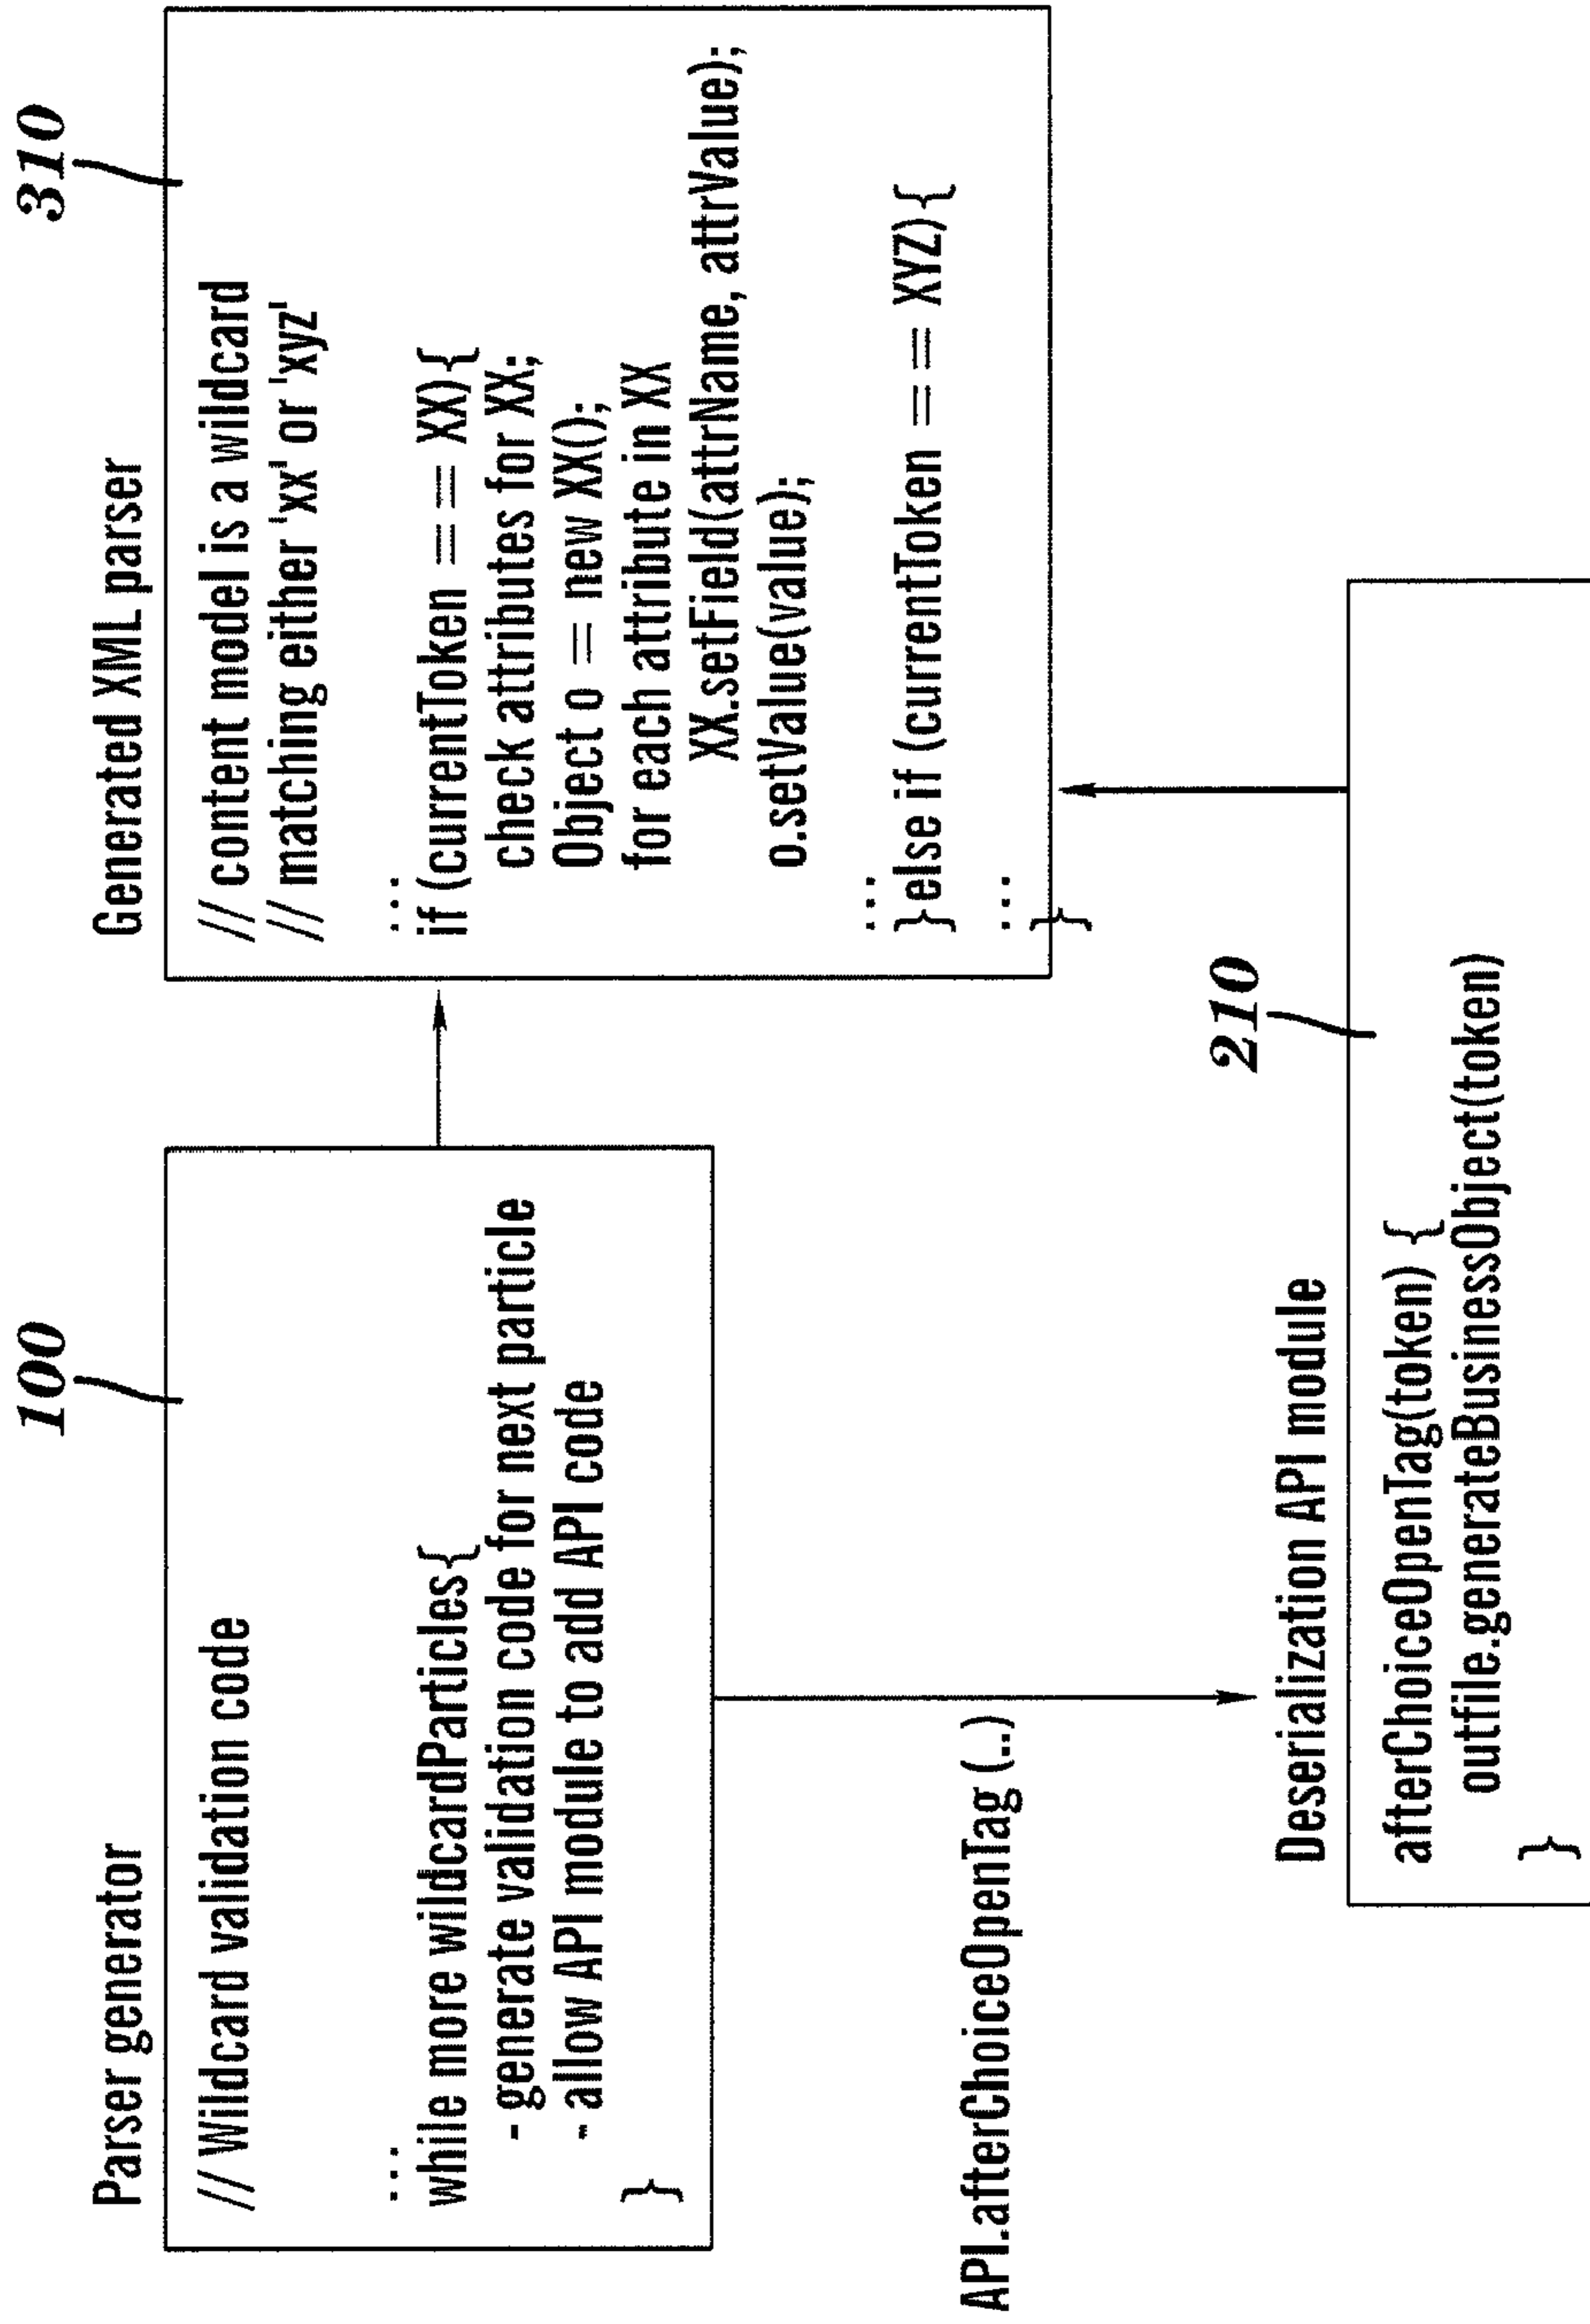 100
Parser generator
// Wildcard validation code
...
while more wildcardParticles{
- generate validation code for next particle
- allow API module to add API code
}
310
Generated XML parser
// content model is a wildcard
// matching either 'xx' or 'xyz'
...
if (currentToken === XX){
check attributes for XX;
Object o = new XX();
for each attribute in XX
XX.setField(attrName, attrValue);
o.setValue(value);
...
}else if (currentToken === XYZ){
...
}
API.afterChoiceOpenTag (..)
210
Deserialization API module
afterChoiceOpenTag(token) {
outfile.generateBusinessObject(token)
}